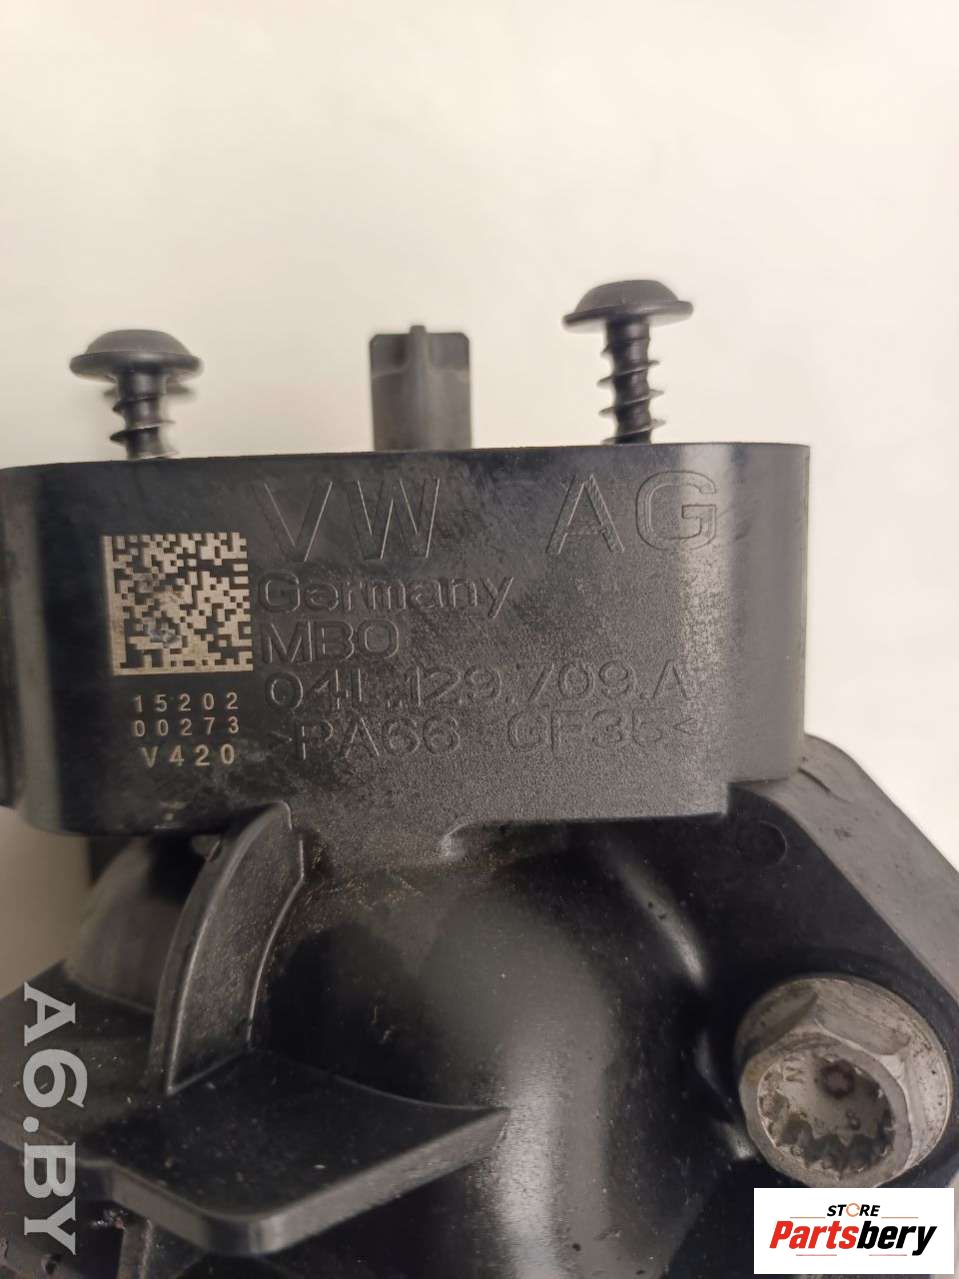 VW AG
Germany
MBO
04L.129.709.A
>PA66 GF35<
15202
00273
V420
A6.BY
STORE
Partsbery